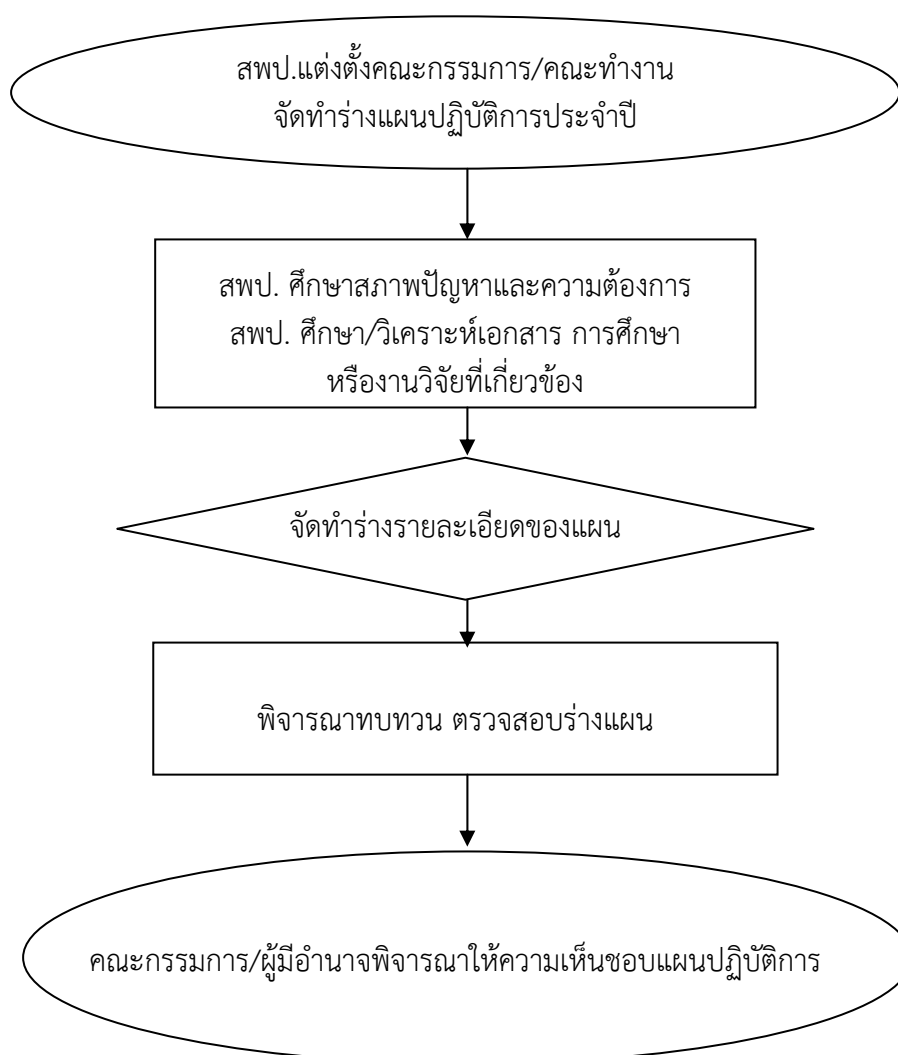 สพป.แต่งตั้งคณะกรรมการ/คณะทำงาน
จัดทำร่างแผนปฏิบัติการประจำปี
สพป. ศึกษาสภาพปัญหาและความต้องการ
สพป. ศึกษา/วิเคราะห์เอกสาร การศึกษา
หรืองานวิจัยที่เกี่ยวข้อง
จัดทำร่างรายละเอียดของแผน
พิจารณาทบทวน ตรวจสอบร่างแผน
คณะกรรมการ/ผู้มีอำนาจพิจารณาให้ความเห็นชอบแผนปฏิบัติการ